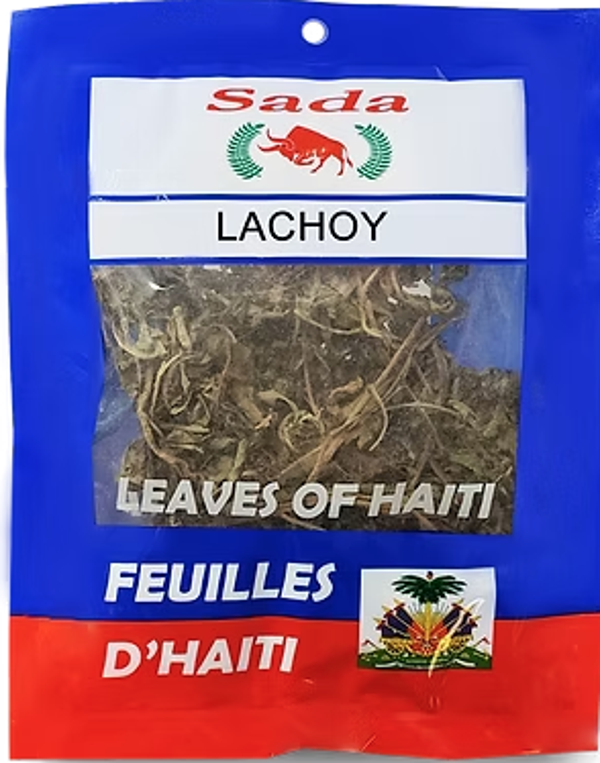 Sada
LACHOY
LEAVES OF HAITI
FEUILLES
D'HAITI